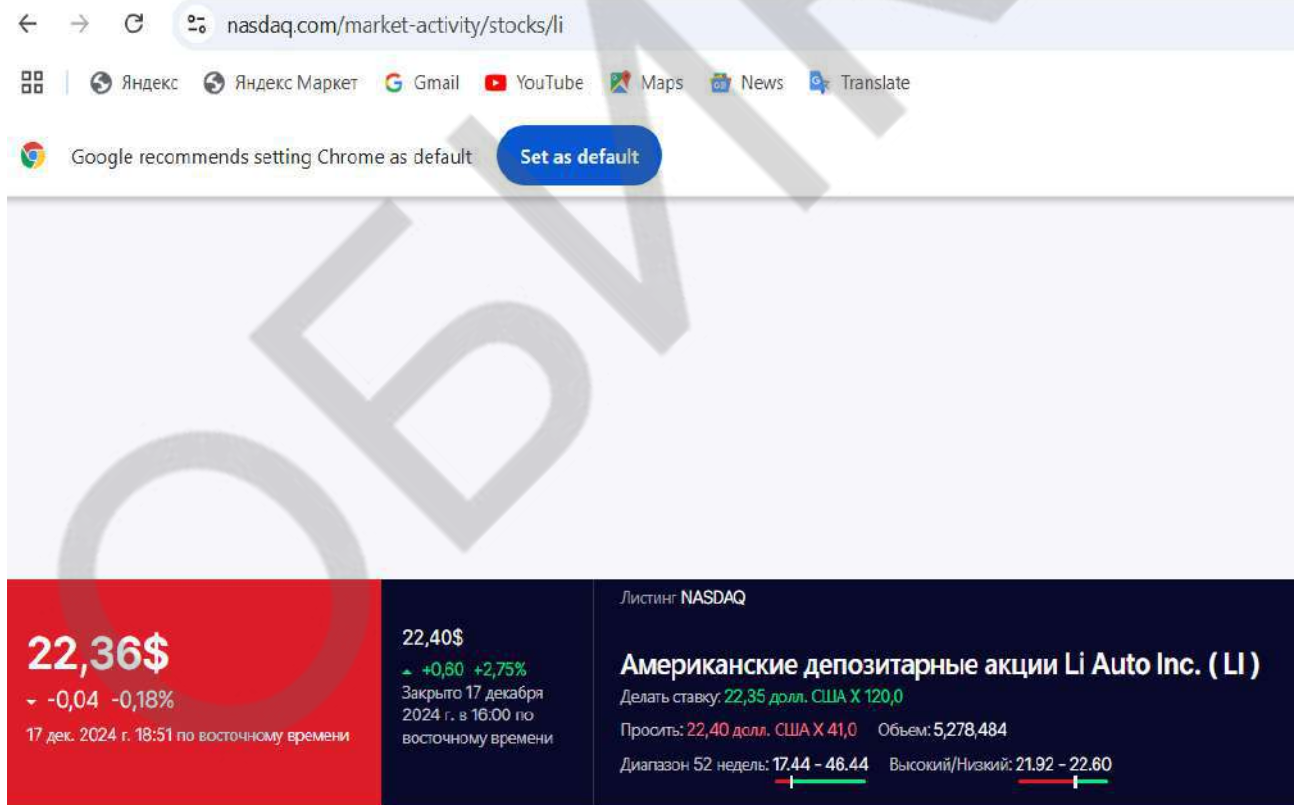 nasdaq.com/market-activity/stocks/li
Яндекс Яндекс Маркет Gmail YouTube Maps News Translate
Google recommends setting Chrome as default Set as default
22,36$
-0,04 -0,18%
17 дек. 2024 г. 18:51 по восточному времени
22,40$
+0,60 +2,75%
Закрыто 17 декабря
2024 г. в 16:00 по
восточному времени
Листинг NASDAQ
Американские депозитарные акции Li Auto Inc. ( LI )
Делать ставку: 22,35 долл. США X 120,0
Просить: 22,40 долл. США X 41,0 Объем: 5,278,484
Диапазон 52 недель: 17.44 – 46.44 Высокий/Низкий: 21.92 – 22.60